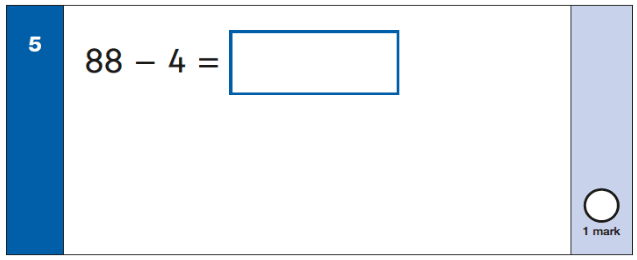 5
88 – 4 =
1 mark